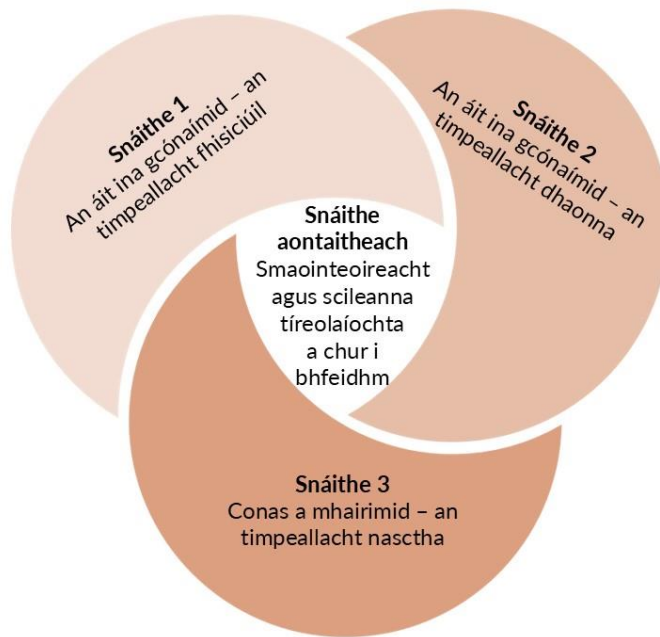 Snáithe 1
An áit ina gcónaímid – an
timpeallacht fhisiciúil
Snáithe 2
An áit ina gcónaímid – an
timpeallacht dhaonna
Snáithe
aontaitheach
Smaointeoireacht
agus scileanna
tíreolaíochta
a chur i
bhfeidhm
Snáithe 3
Conas a mhairimid – an
timpeallacht nasctha